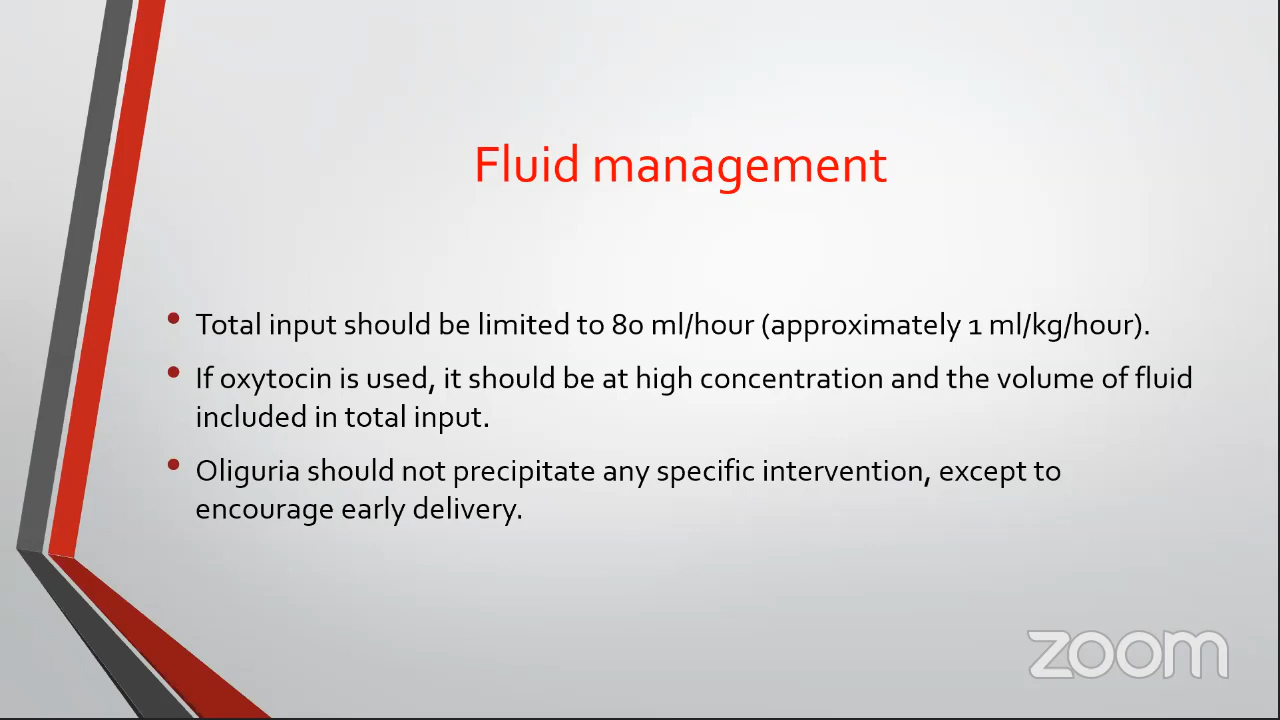 Fluid management
• Total input should be limited to 80 ml/hour (approximately 1 ml/kg/hour).
• If oxytocin is used, it should be at high concentration and the volume of fluid
included in total input.
• Oliguria should not precipitate any specific intervention, except to
encourage early delivery.
zoom